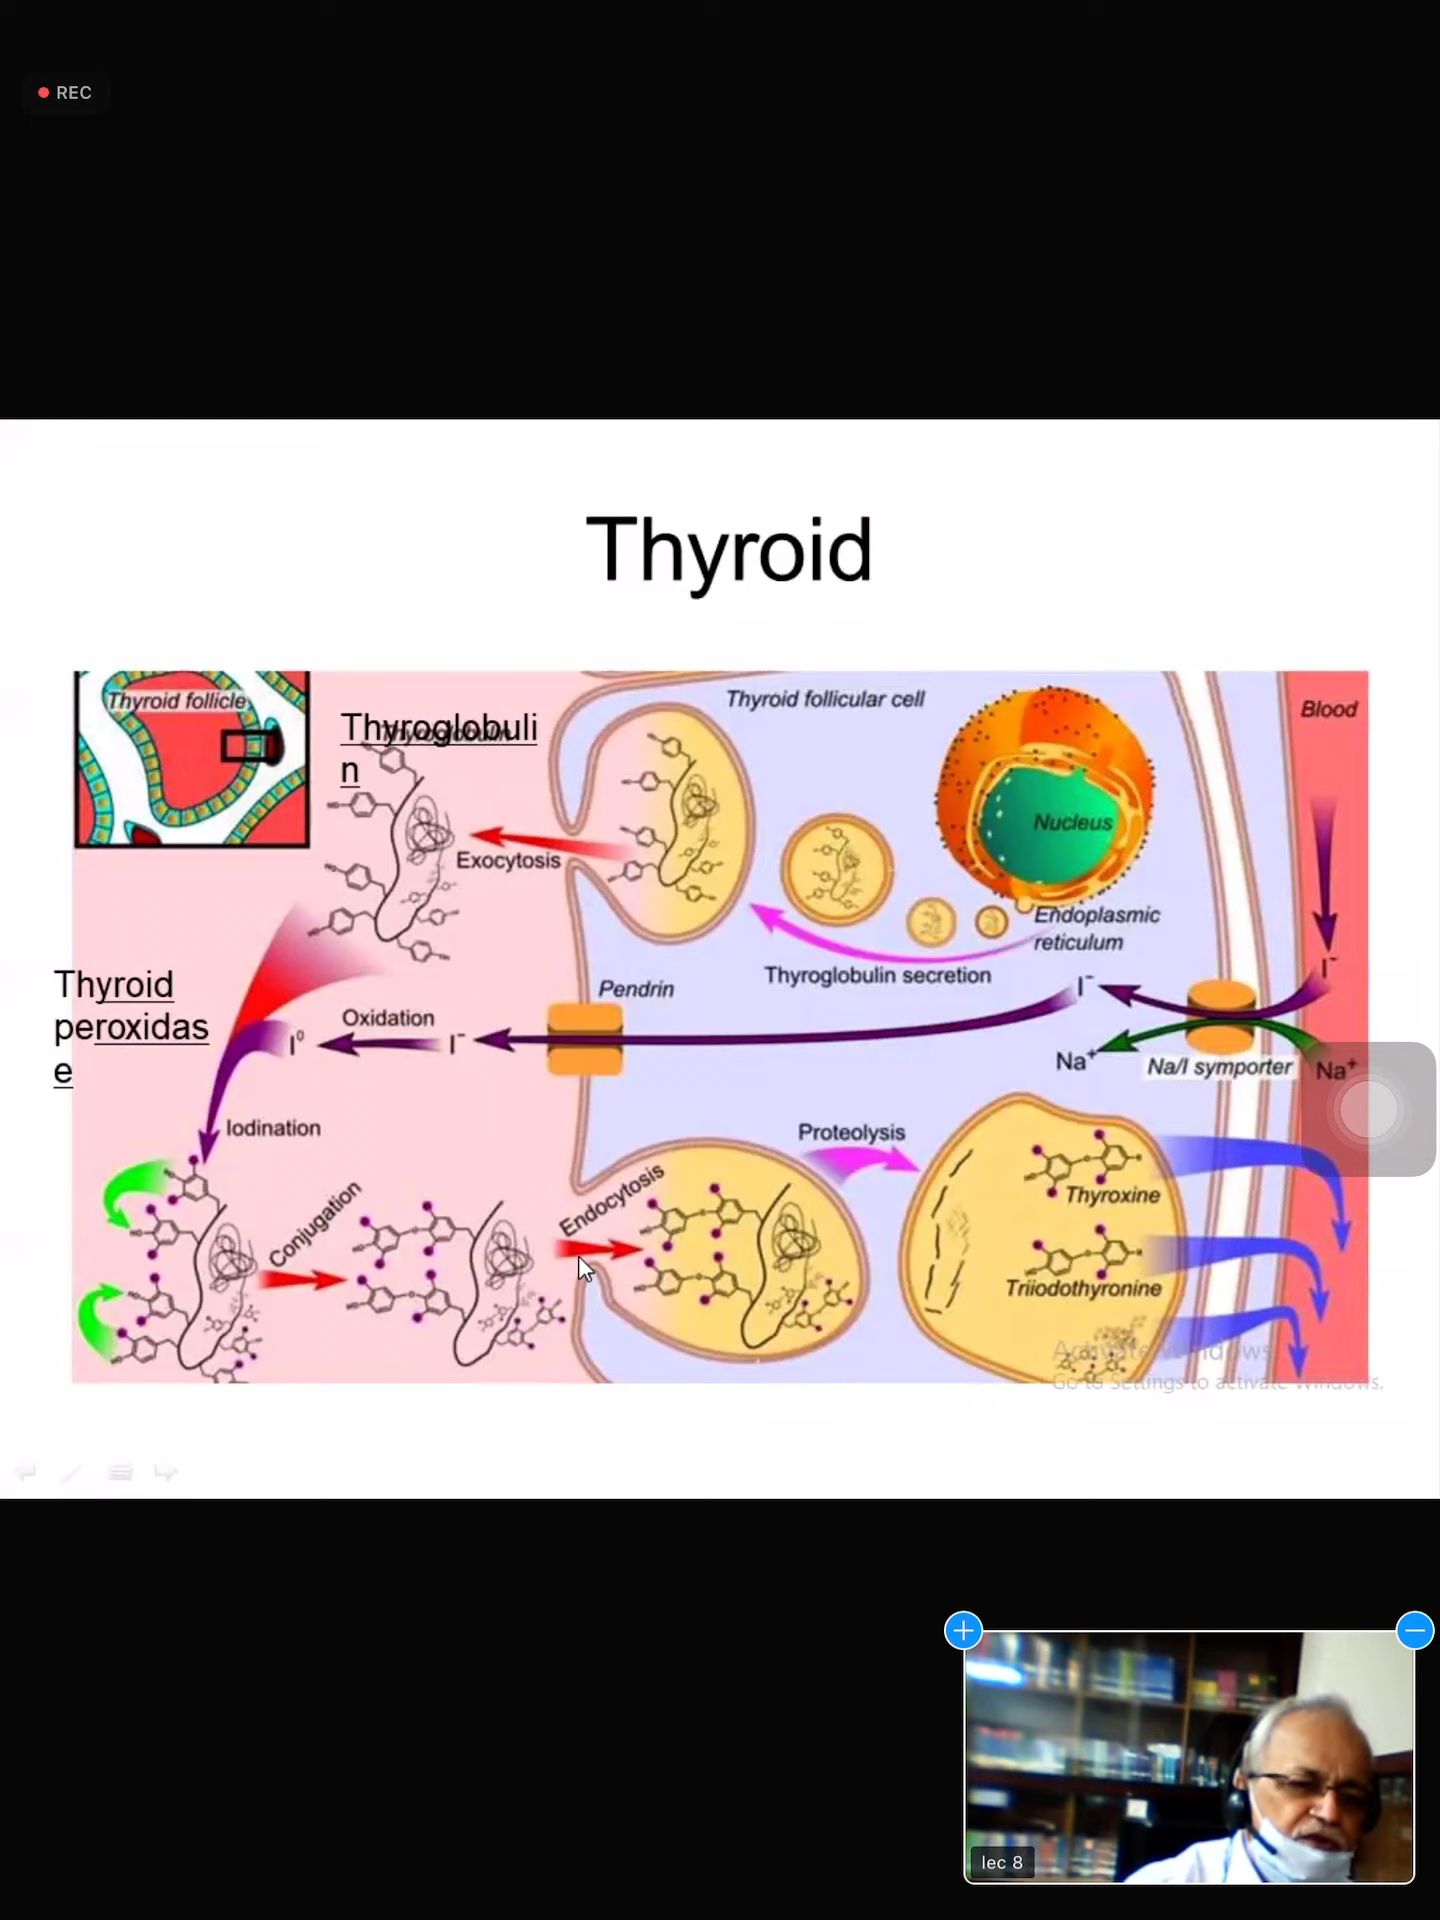 REC
Thyroid
Thyroid follicle
Thyroglobuli
n
Thyroglobulin
Thyroid follicular cell
Blood
Nucleus
Exocytosis
Endoplasmic
reticulum
Thyroglobulin secretion
Thyroid
peroxidas
e
Pendrin
Oxidation
I⁰
I⁻
I⁻
I⁻
Na⁺
Na/I symporter
Na⁺
Iodination
Proteolysis
Conjugation
Endocytosis
Thyroxine
Triiodothyronine
Activate Windows
Go to Settings to activate Windows.
lec 8